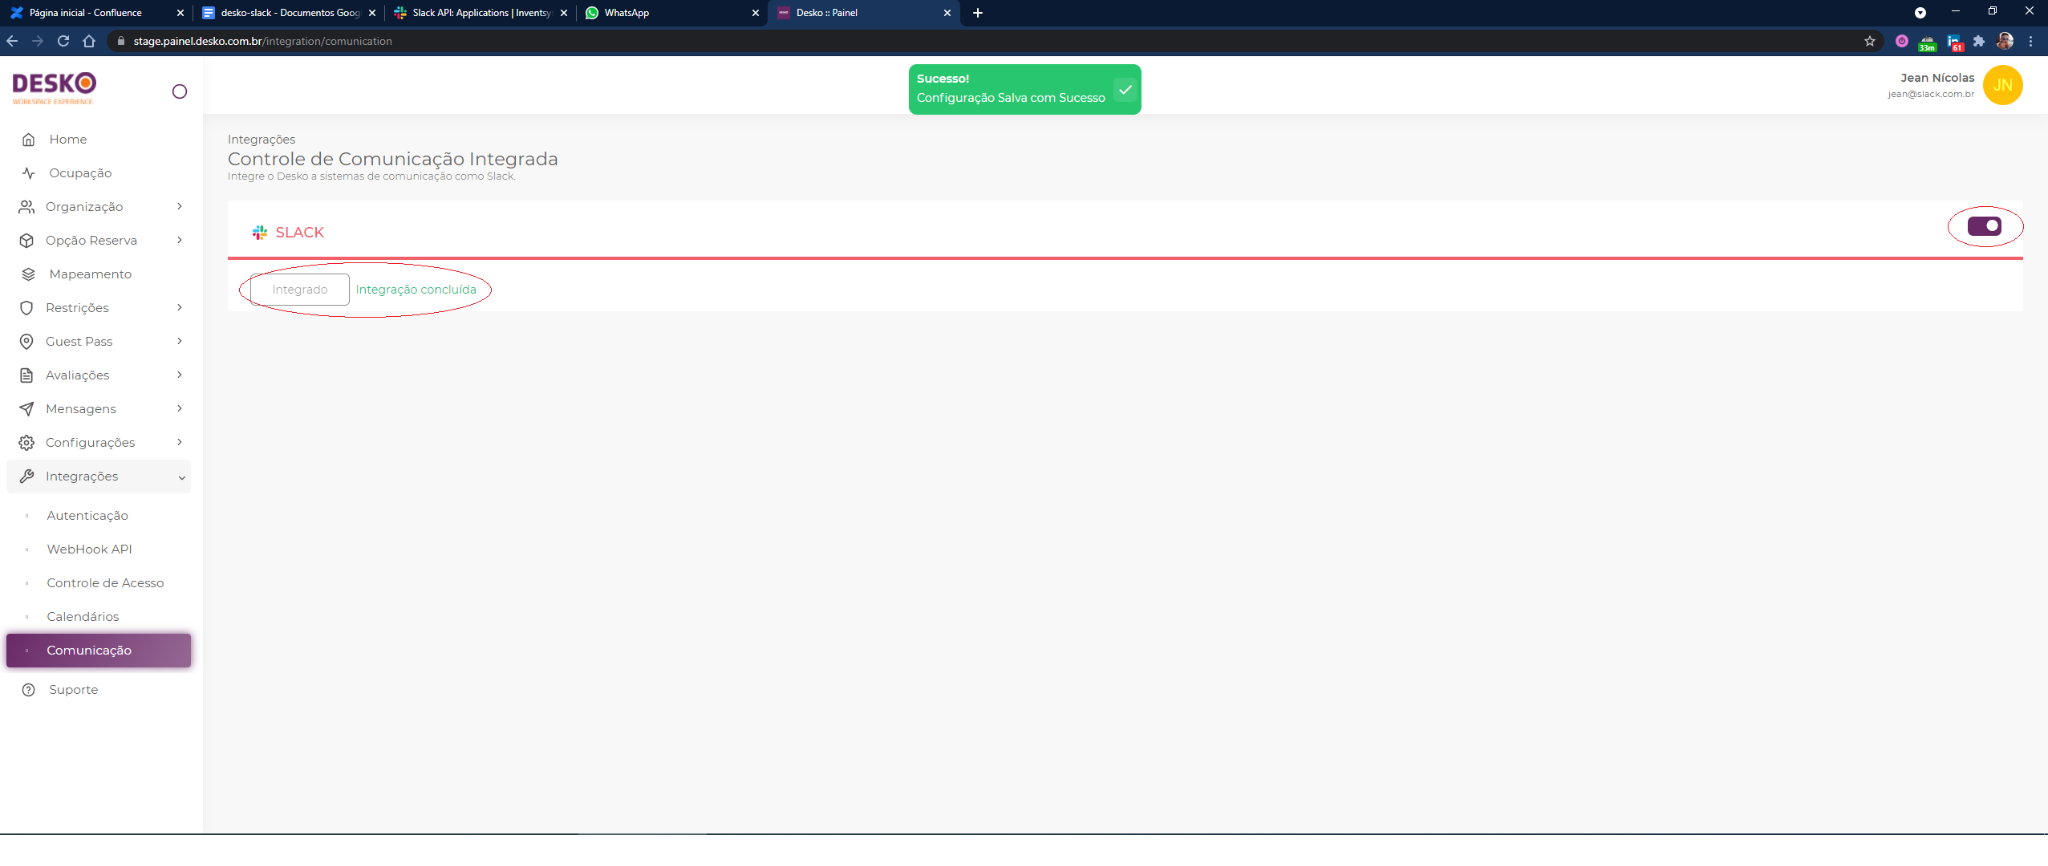 Página inicial - Confluence
desko-slack - Documentos Goog
Slack API: Applications | Inventsy
WhatsApp
Desko :: Painel
stage.painel.desko.com.br/integration/comunication
33m
61
DESKO
WORKSPACE EXPERIENCE
Sucesso!
Configuração Salva com Sucesso
Jean Nícolas
jean@slack.com.br
JN
Home
Ocupação
Organização
Opção Reserva
Mapeamento
Restrições
Guest Pass
Avaliações
Mensagens
Configurações
Integrações
Autenticação
WebHook API
Controle de Acesso
Calendários
Comunicação
Suporte
Integrações
Controle de Comunicação Integrada
Integre o Desko a sistemas de comunicação como Slack.
SLACK
Integrado Integração concluída